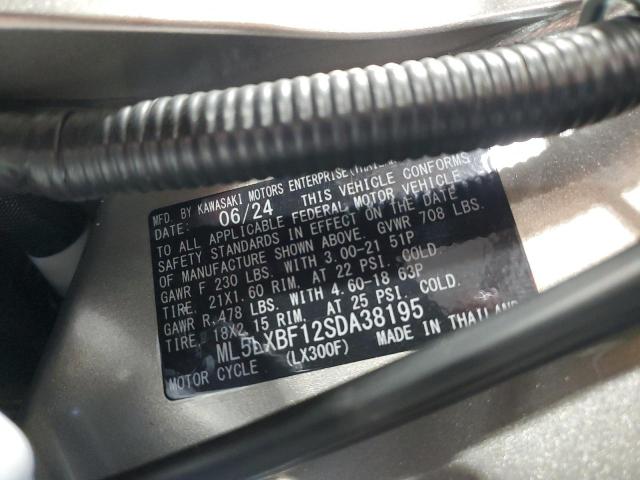 MFD. BY KAWASAKI MOTORS ENTERPRISE
DATE: 06/24 THIS VEHICLE CONFORMS
TO ALL APPLICABLE FEDERAL MOTOR VEHICLE
SAFETY STANDARDS IN EFFECT ON THE DATE
OF MANUFACTURE SHOWN ABOVE. GVWR 708 LBS.
GAWR F 230 LBS. WITH 3.00-21 51P
TIRE, 21X1.60 RIM, AT 22 PSI. COLD.
GAWR R 478 LBS. WITH 4.60-18 63P
TIRE, 18X2.15 RIM, AT 25 PSI. COLD.
ML5LXBF12SDA38195
MOTOR CYCLE (LX300F) MADE IN THAILAND